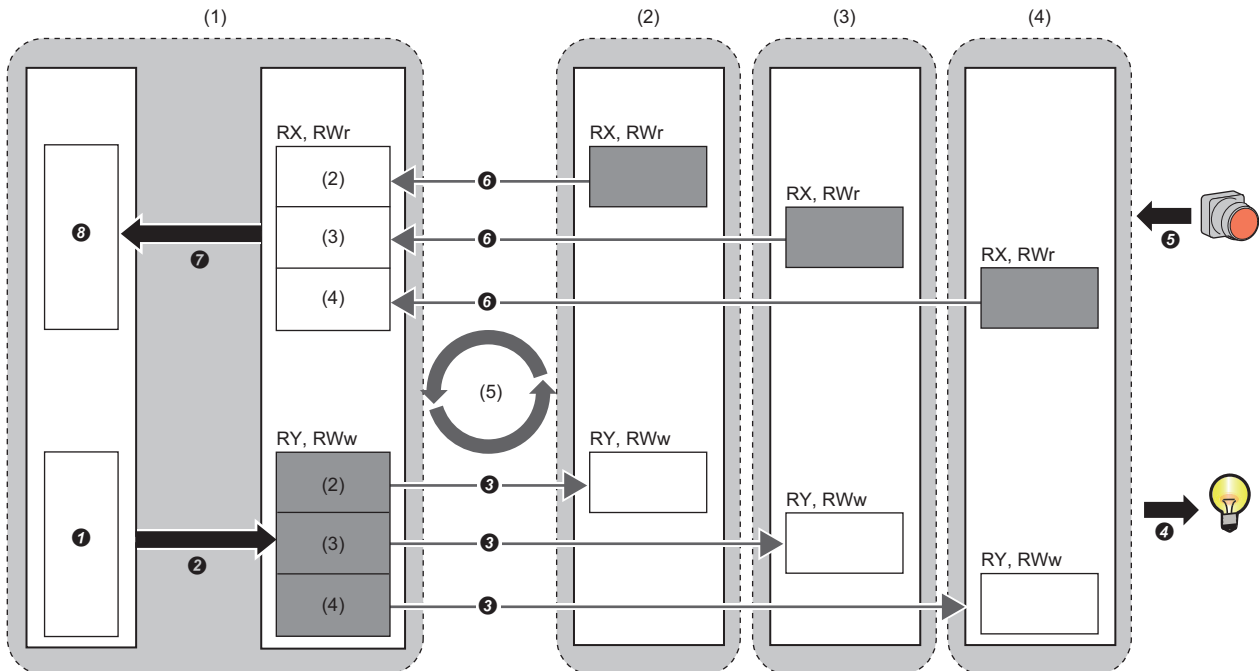 (1) (2) (3) (4)
RX, RWr RX, RWr
(2) ❻
RX, RWr
❽ (3) ❻ ❺
❼
RX, RWr
(4) ❻
(5)
RY, RWw RY, RWw
(2) ❸
RY, RWw
❶ (3) ❸ ❹
❷
RY, RWw
(4) ❸